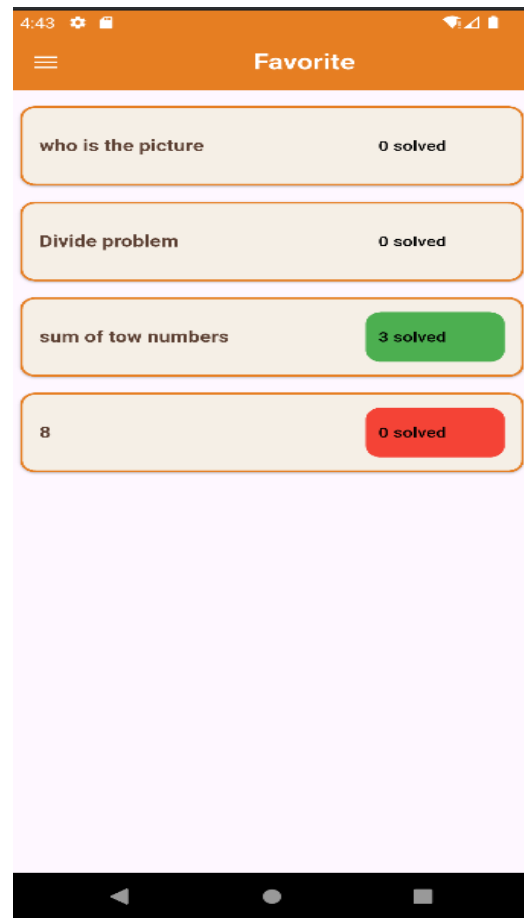 4:43
Favorite
who is the picture 0 solved
Divide problem 0 solved
sum of tow numbers 3 solved
8 0 solved